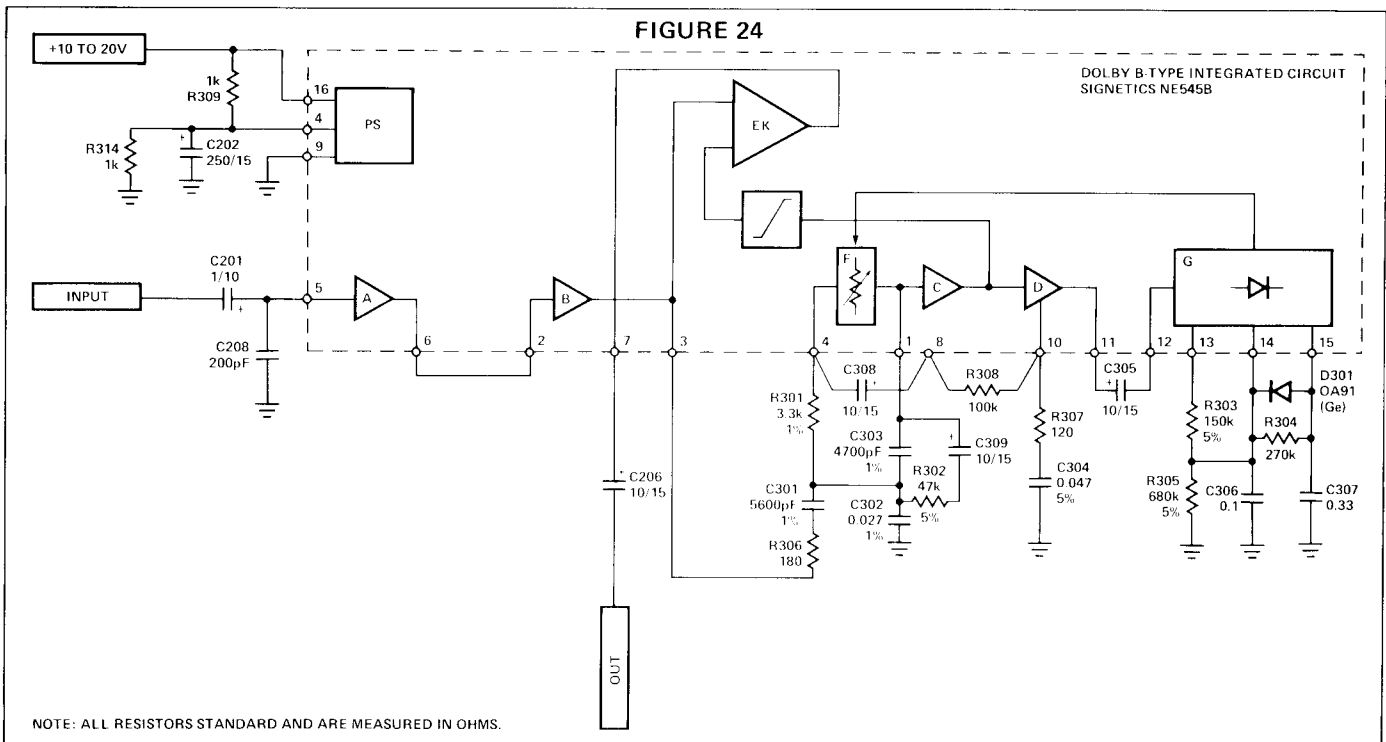 FIGURE 24
+10 TO 20V
DOLBY B-TYPE INTEGRATED CIRCUIT
SIGNETICS NE545B
1k
R309
16
4
9
PS
R314
1k
+
C202
250/15
EK
INPUT
C201
1/10
+
5
A
C208
200pF
6
2
B
7
3
F
C
D
G
4
1
8
10
11
12
13
14
15
C308
+
10/15
R308
100k
C305
+
10/15
D301
OA91
(Ge)
R301
3.3k
1%
C303
4700pF
1%
+
C309
10/15
R307
120
R303
150k
5%
R304
270k
C206
+
10/15
C301
5600pF
1%
R302
47k
5%
C302
0.027
1%
C304
0.047
5%
R305
680k
5%
C306
0.1
C307
0.33
R306
180
OUT
NOTE: ALL RESISTORS STANDARD AND ARE MEASURED IN OHMS.